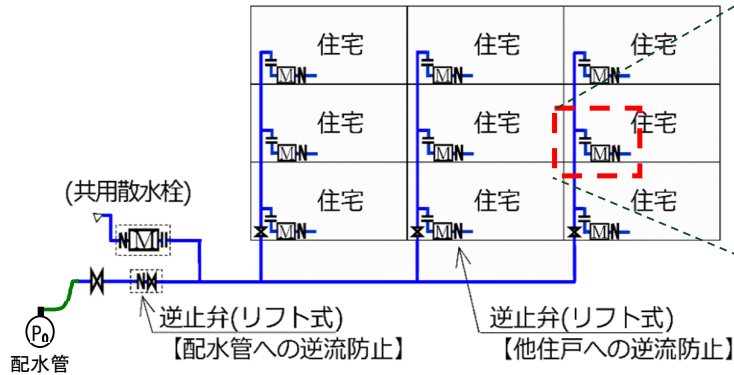 住宅 住宅 住宅
M M M
住宅 住宅 住宅
M M M
住宅 住宅 住宅
M M M
(共用散水栓)
M
逆止弁(リフト式)
【配水管への逆流防止】
逆止弁(リフト式)
【他住戸への逆流防止】
Pn
配水管